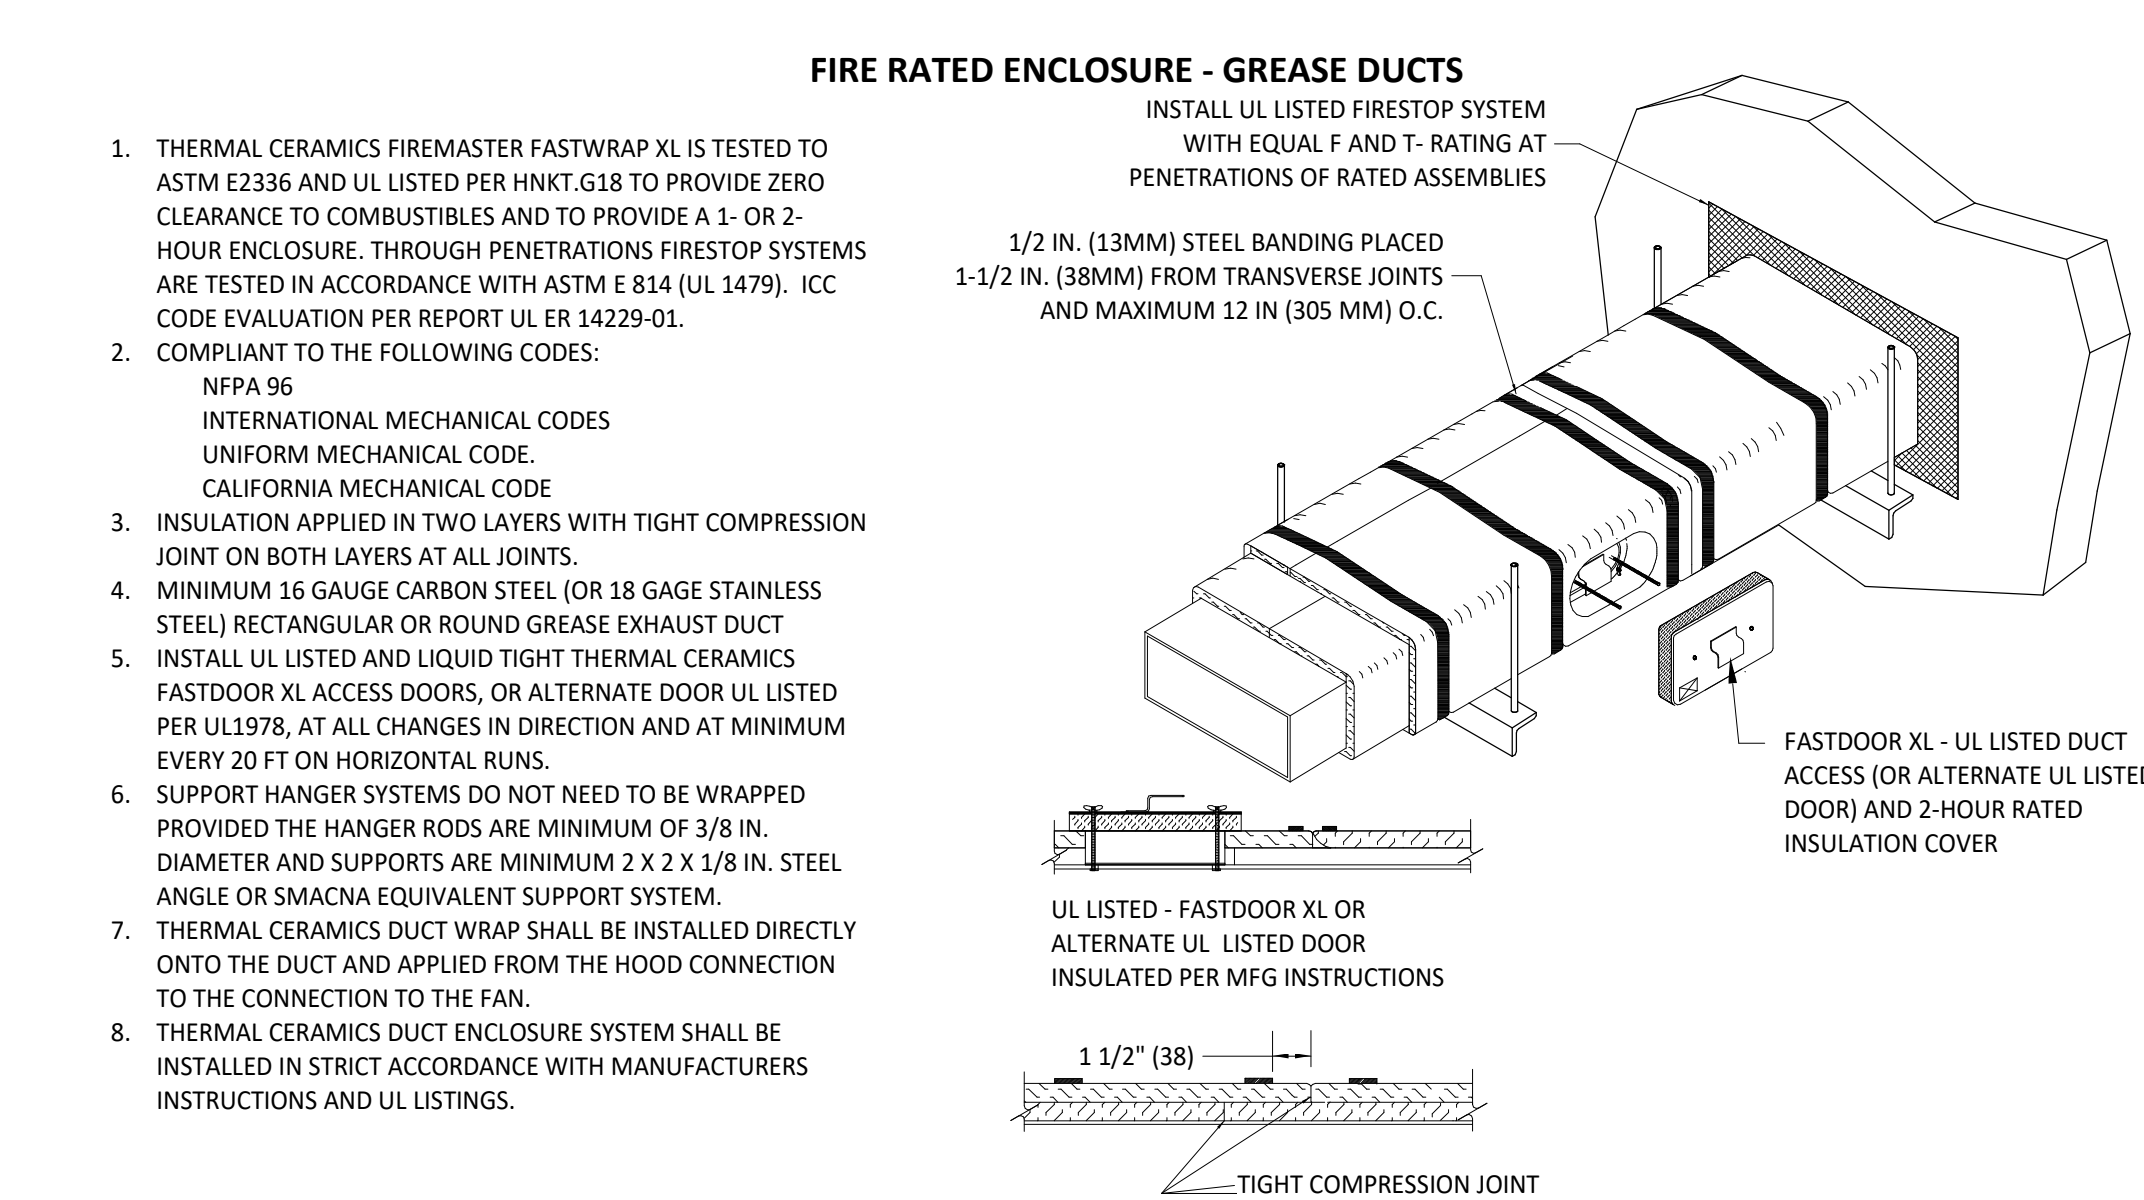 FIRE RATED ENCLOSURE - GREASE DUCTS
1. THERMAL CERAMICS FIREMASTER FASTWRAP XL IS TESTED TO
ASTM E2336 AND UL LISTED PER HNKT.G18 TO PROVIDE ZERO
CLEARANCE TO COMBUSTIBLES AND TO PROVIDE A 1- OR 2-
HOUR ENCLOSURE. THROUGH PENETRATIONS FIRESTOP SYSTEMS
ARE TESTED IN ACCORDANCE WITH ASTM E 814 (UL 1479). ICC
CODE EVALUATION PER REPORT UL ER 14229-01.
2. COMPLIANT TO THE FOLLOWING CODES:
NFPA 96
INTERNATIONAL MECHANICAL CODES
UNIFORM MECHANICAL CODE.
CALIFORNIA MECHANICAL CODE
3. INSULATION APPLIED IN TWO LAYERS WITH TIGHT COMPRESSION
JOINT ON BOTH LAYERS AT ALL JOINTS.
4. MINIMUM 16 GAUGE CARBON STEEL (OR 18 GAGE STAINLESS
STEEL) RECTANGULAR OR ROUND GREASE EXHAUST DUCT
5. INSTALL UL LISTED AND LIQUID TIGHT THERMAL CERAMICS
FASTDOOR XL ACCESS DOORS, OR ALTERNATE DOOR UL LISTED
PER UL1978, AT ALL CHANGES IN DIRECTION AND AT MINIMUM
EVERY 20 FT ON HORIZONTAL RUNS.
6. SUPPORT HANGER SYSTEMS DO NOT NEED TO BE WRAPPED
PROVIDED THE HANGER RODS ARE MINIMUM OF 3/8 IN.
DIAMETER AND SUPPORTS ARE MINIMUM 2 X 2 X 1/8 IN. STEEL
ANGLE OR SMACNA EQUIVALENT SUPPORT SYSTEM.
7. THERMAL CERAMICS DUCT WRAP SHALL BE INSTALLED DIRECTLY
ONTO THE DUCT AND APPLIED FROM THE HOOD CONNECTION
TO THE CONNECTION TO THE FAN.
8. THERMAL CERAMICS DUCT ENCLOSURE SYSTEM SHALL BE
INSTALLED IN STRICT ACCORDANCE WITH MANUFACTURERS
INSTRUCTIONS AND UL LISTINGS.
INSTALL UL LISTED FIRESTOP SYSTEM
WITH EQUAL F AND T- RATING AT
PENETRATIONS OF RATED ASSEMBLIES
1/2 IN. (13MM) STEEL BANDING PLACED
1-1/2 IN. (38MM) FROM TRANSVERSE JOINTS
AND MAXIMUM 12 IN (305 MM) O.C.
FASTDOOR XL - UL LISTED DUCT
ACCESS (OR ALTERNATE UL LISTED
DOOR) AND 2-HOUR RATED
INSULATION COVER
UL LISTED - FASTDOOR XL OR
ALTERNATE UL LISTED DOOR
INSULATED PER MFG INSTRUCTIONS
1 1/2" (38)
TIGHT COMPRESSION JOINT